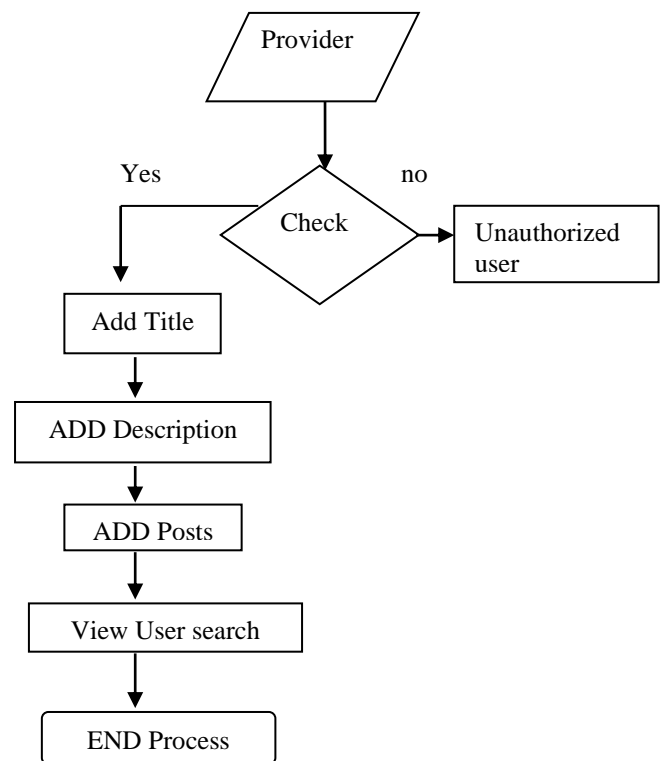 Provider
Yes
no
Check
Unauthorized
user
Add Title
ADD Description
ADD Posts
View User search
END Process